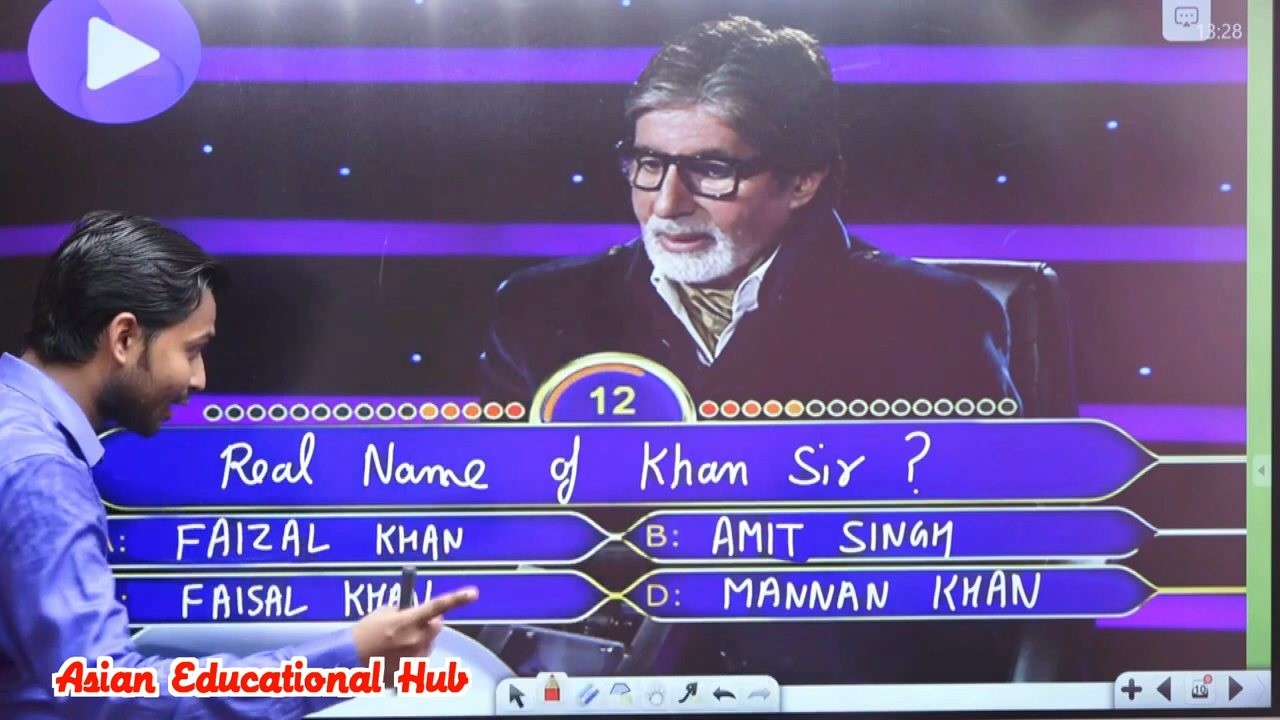 13:28
12
Real Name of Khan Sir ?
: FAIZAL KHAN
B: AMIT SINGH
: FAISAL KHAN
D: MANNAN KHAN
Asian Educational Hub
10